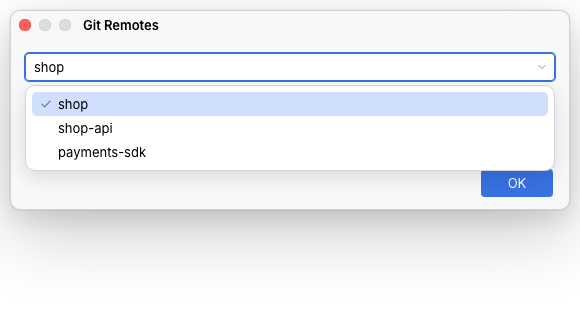 Git Remotes
shop
shop
shop-api
payments-sdk
OK